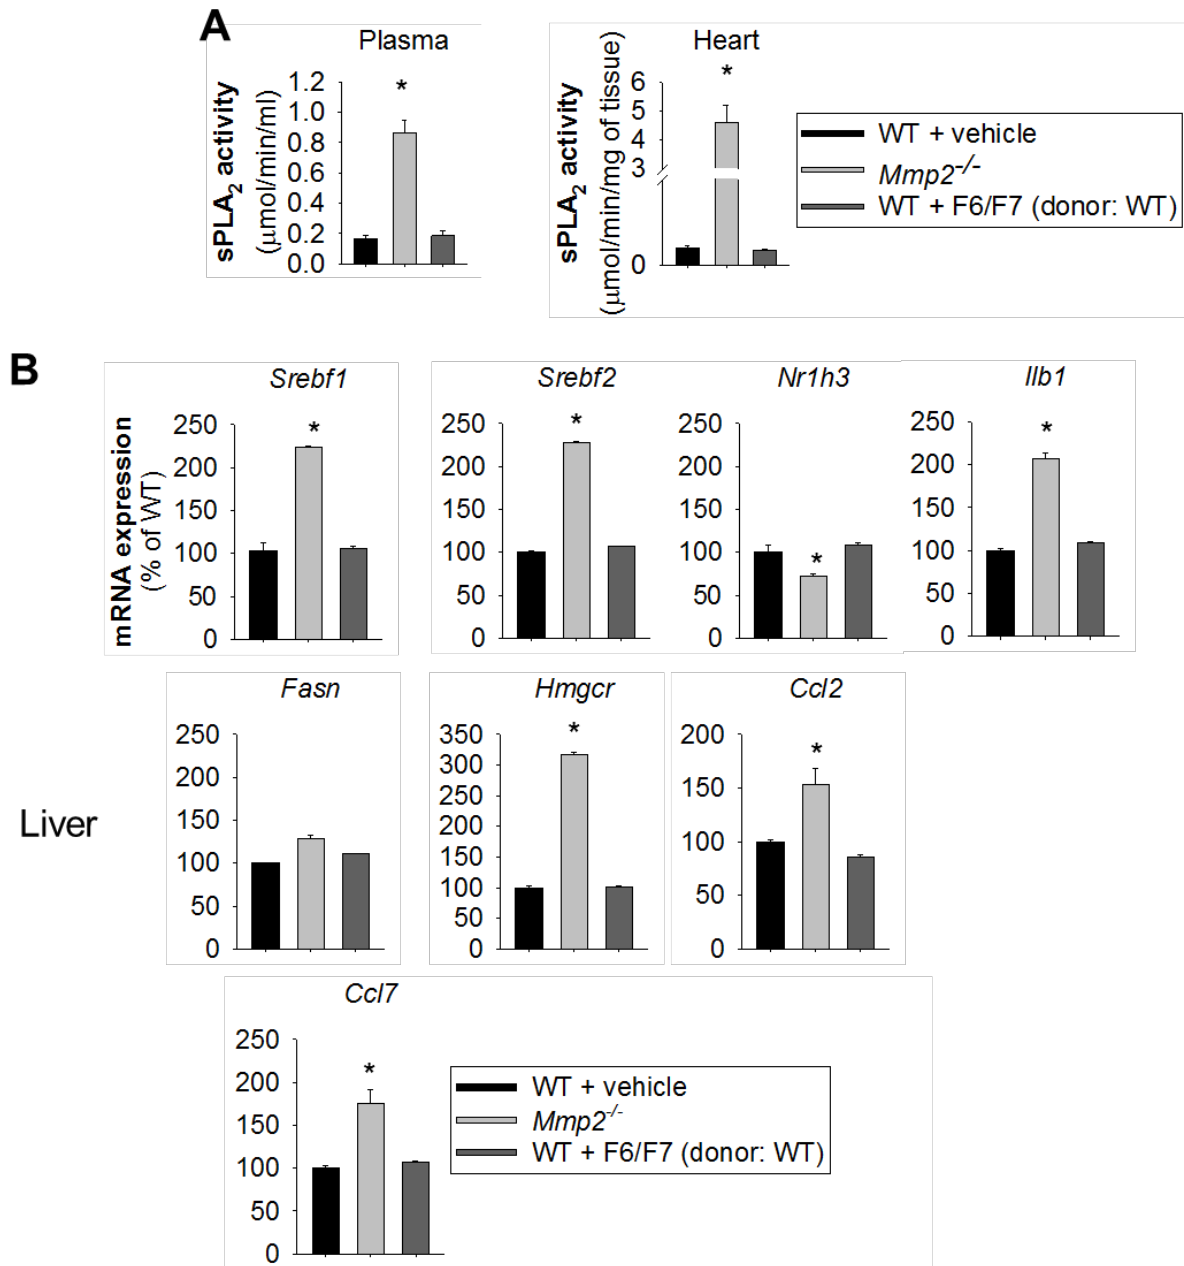 A
Plasma
Heart
sPLA2 activity
(μmol/min/ml)
1.2
1.0
0.8
0.6
0.4
0.2
0.0
*
sPLA2 activity
(μmol/min/mg of tissue)
6
5
4
3
0
*
WT + vehicle
Mmp2-/-
WT + F6/F7 (donor: WT)
B
Srebf1
Srebf2
Nr1h3
Ilb1
mRNA expression
(% of WT)
250
200
150
100
50
0
*
250
200
150
100
50
0
*
250
200
150
100
50
0
*
250
200
150
100
50
0
*
Liver
Fasn
Hmgcr
Ccl2
250
200
150
100
50
0
350
300
250
200
150
100
50
0
*
200
150
100
50
0
*
Ccl7
250
200
150
100
50
0
*
WT + vehicle
Mmp2-/-
WT + F6/F7 (donor: WT)